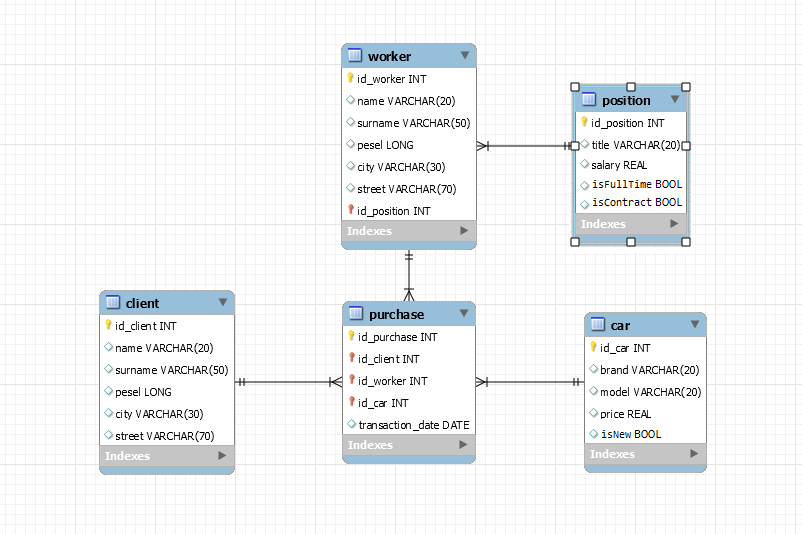 worker
id_worker INT
name VARCHAR(20)
surname VARCHAR(50)
pesel LONG
city VARCHAR(30)
street VARCHAR(70)
id_position INT
Indexes
position
id_position INT
title VARCHAR(20)
salary REAL
isFullTime BOOL
isContract BOOL
Indexes
client
id_client INT
name VARCHAR(20)
surname VARCHAR(50)
pesel LONG
city VARCHAR(30)
street VARCHAR(70)
Indexes
purchase
id_purchase INT
id_client INT
id_worker INT
id_car INT
transaction_date DATE
Indexes
car
id_car INT
brand VARCHAR(20)
model VARCHAR(20)
price REAL
isNew BOOL
Indexes